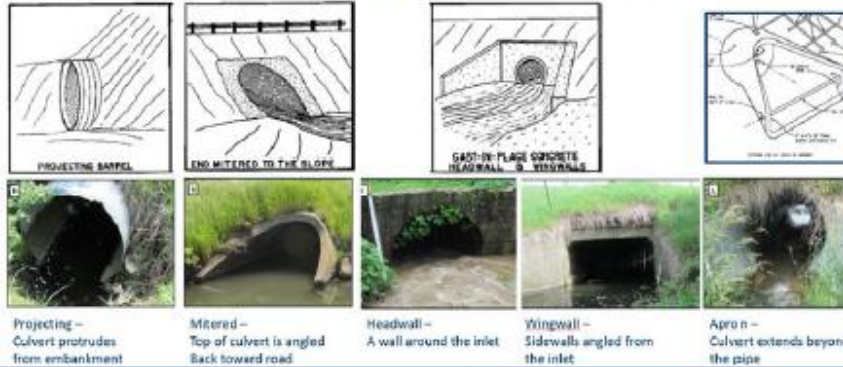 PROJECTING BARREL
END MITERED TO THE SLOPE
CAST-IN-PLACE CONCRETE
HEADWALL & WINGWALLS
Projecting –
Culvert protrudes
from embankment
Mitered –
Top of culvert is angled
Back toward road
Headwall –
A wall around the inlet
Wingwall –
Sidewalls angled from
the inlet
Apron –
Culvert extends beyon
the pipe